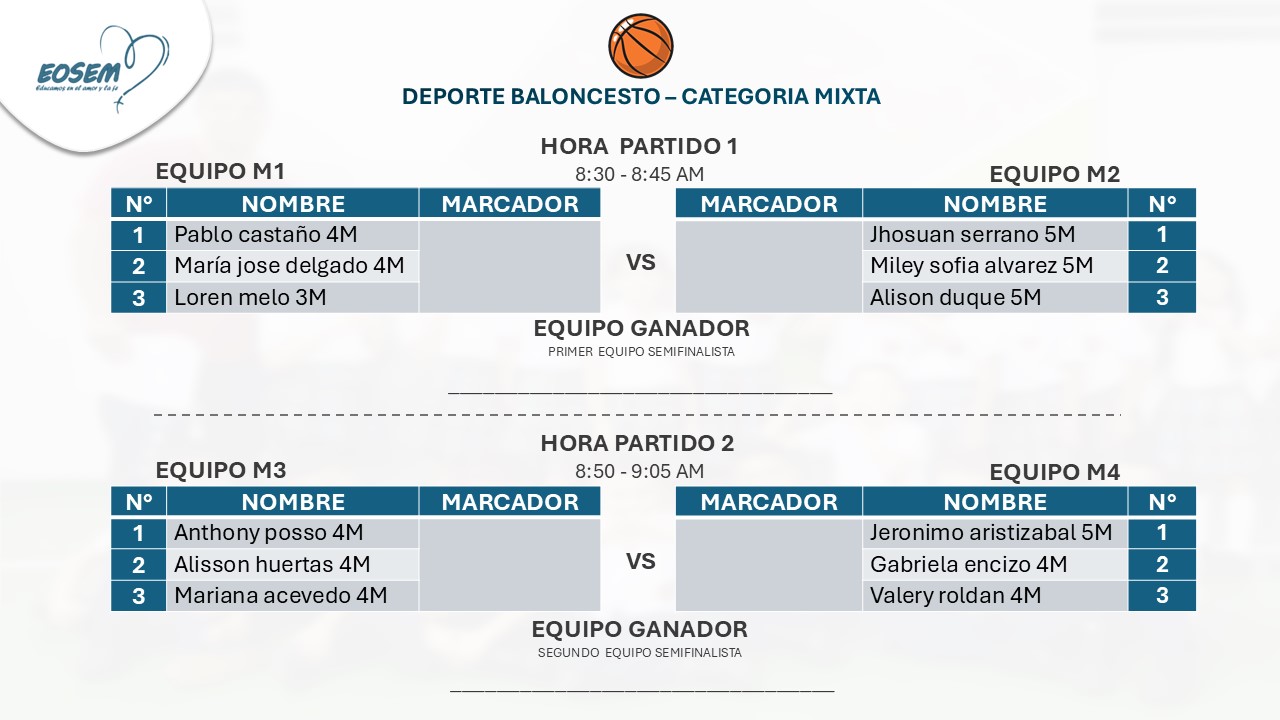 EOSEM
Educamos en el amor y la fe
DEPORTE BALONCESTO – CATEGORIA MIXTA
HORA PARTIDO 1
8:30 - 8:45 AM
EQUIPO M1
EQUIPO M2
N° NOMBRE MARCADOR MARCADOR NOMBRE N°
1 Pablo castaño 4M Jhosuan serrano 5M 1
2 María jose delgado 4M VS Miley sofia alvarez 5M 2
3 Loren melo 3M Alison duque 5M 3
EQUIPO GANADOR
PRIMER EQUIPO SEMIFINALISTA
HORA PARTIDO 2
8:50 - 9:05 AM
EQUIPO M3
EQUIPO M4
N° NOMBRE MARCADOR MARCADOR NOMBRE N°
1 Anthony posso 4M Jeronimo aristizabal 5M 1
2 Alisson huertas 4M VS Gabriela encizo 4M 2
3 Mariana acevedo 4M Valery roldan 4M 3
EQUIPO GANADOR
SEGUNDO EQUIPO SEMIFINALISTA